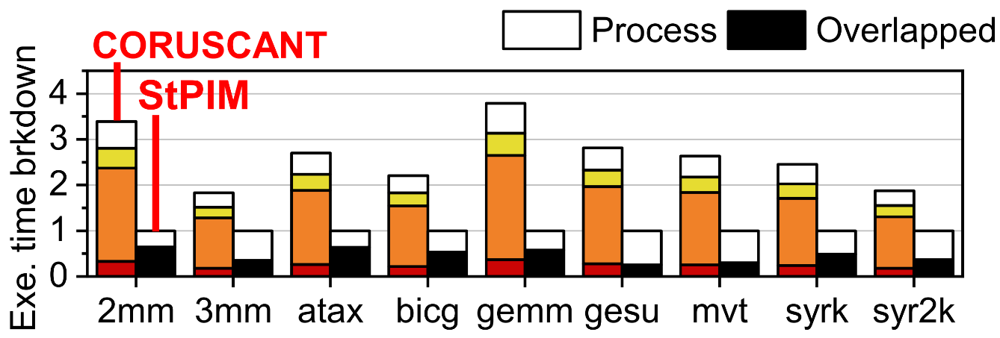 Process Overlapped
CORUSCANT
StPIM
Exe. time brkdown
4
3
2
1
0
2mm 3mm atax bicg gemm gesu mvt syrk syr2k